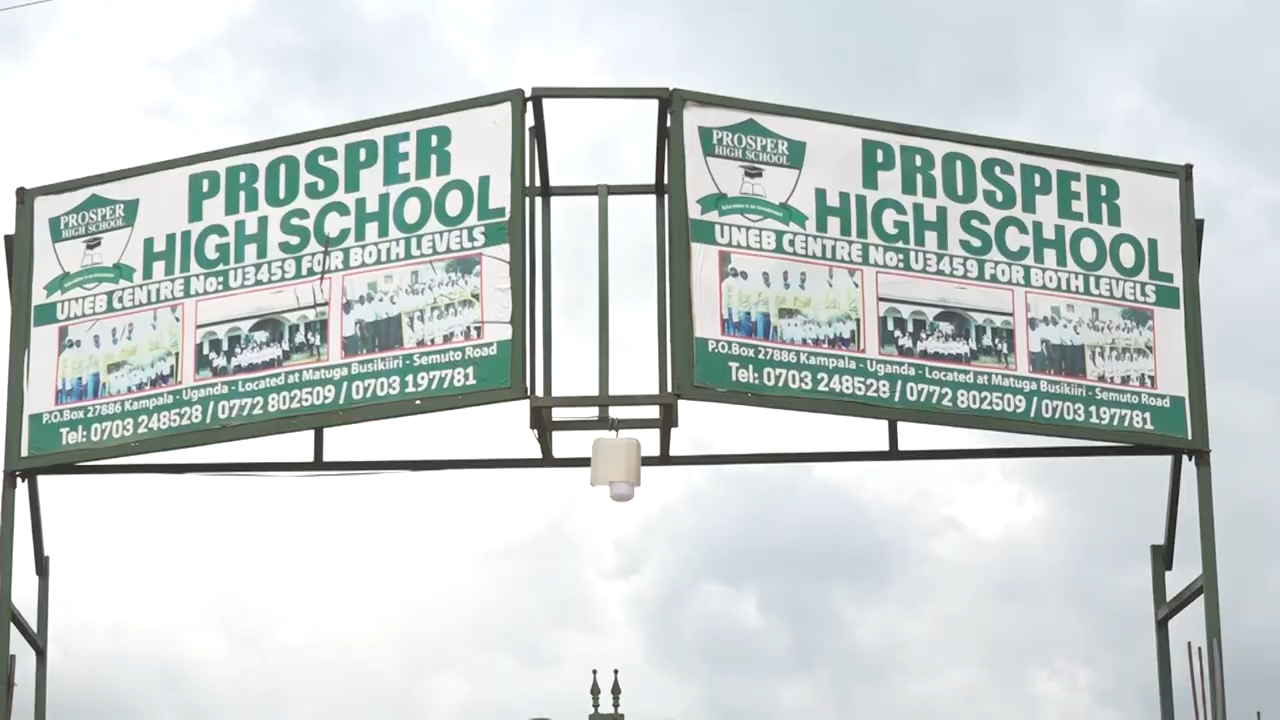 PROSPER
HIGH SCHOOL
PROSPER
HIGH SCHOOL
UNEB CENTRE No: U3459 FOR BOTH LEVELS
P.O.Box 27886 Kampala - Uganda - Located at Matuga Busikiiri - Semuto Road
Tel: 0703 248528 / 0772 802509 / 0703 197781
PROSPER
HIGH SCHOOL
PROSPER
HIGH SCHOOL
UNEB CENTRE No: U3459 FOR BOTH LEVELS
P.O.Box 27886 Kampala - Uganda - Located at Matuga Busikiiri - Semuto Road
Tel: 0703 248528 / 0772 802509 / 0703 197781